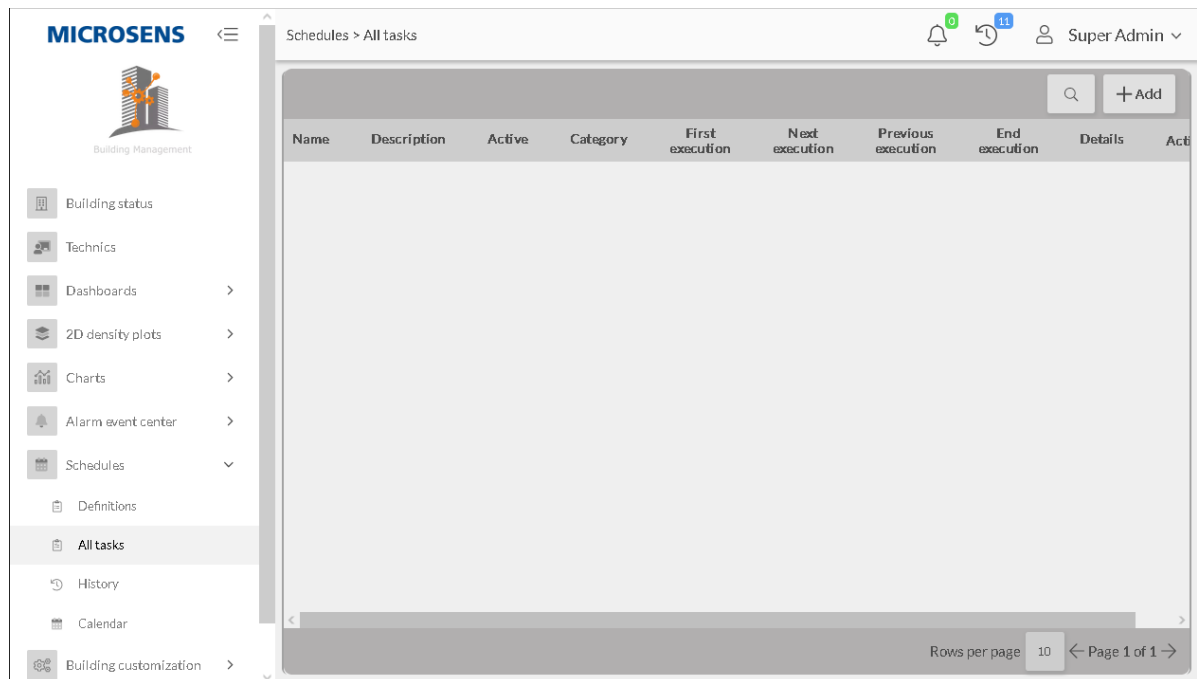 MICROSENS
Building Management
Building status
Technics
Dashboards
2D density plots
Charts
Alarm event center
Schedules
Definitions
All tasks
History
Calendar
Building customization
Schedules > All tasks
0
11
Super Admin
Add
Name Description Active Category First execution Next execution Previous execution End execution Details Acti
Rows per page 10 Page 1 of 1